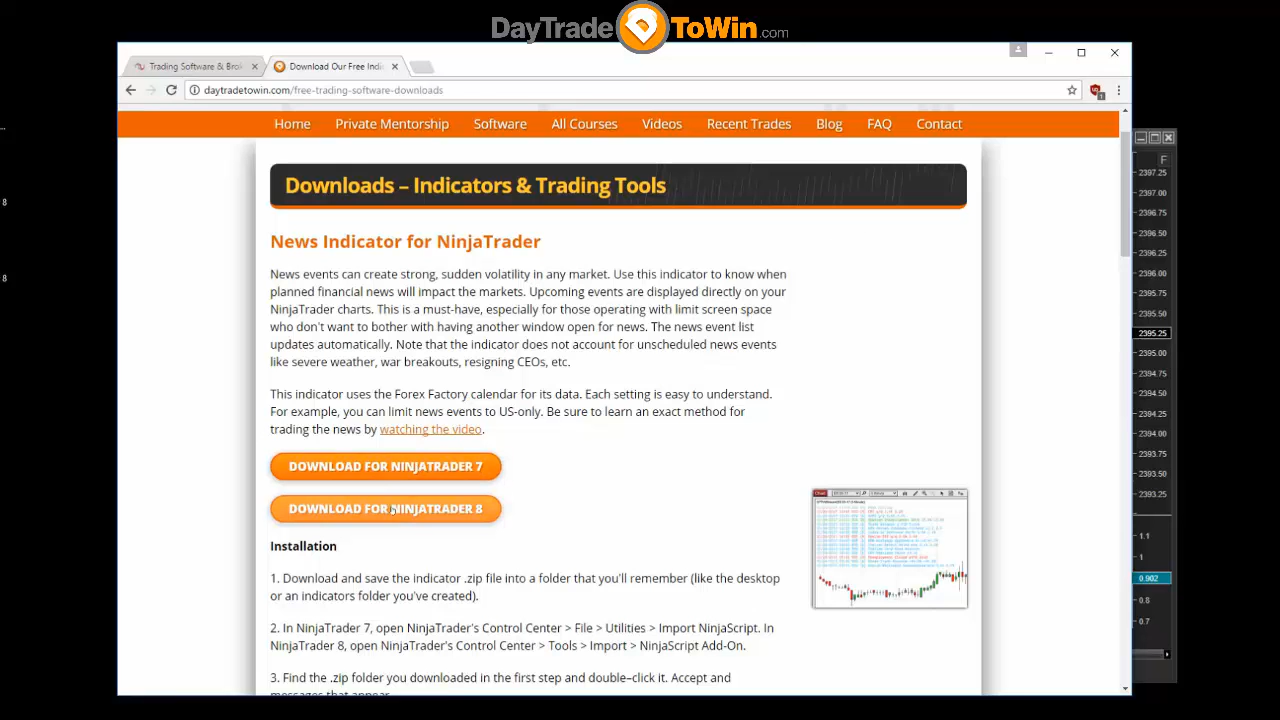 DayTradeToWin.com
Trading Software & Bro
Download Our Free Indi
daytradetowin.com/free-trading-software-downloads
Home Private Mentorship Software All Courses Videos Recent Trades Blog FAQ Contact
Downloads – Indicators & Trading Tools
News Indicator for NinjaTrader
News events can create strong, sudden volatility in any market. Use this indicator to know when
planned financial news will impact the markets. Upcoming events are displayed directly on your
NinjaTrader charts. This is a must-have, especially for those operating with limit screen space
who don't want to bother with having another window open for news. The news event list
updates automatically. Note that the indicator does not account for unscheduled news events
like severe weather, war breakouts, resigning CEOs, etc.
This indicator uses the Forex Factory calendar for its data. Each setting is easy to understand.
For example, you can limit news events to US-only. Be sure to learn an exact method for
trading the news by watching the video.
DOWNLOAD FOR NINJATRADER 7
DOWNLOAD FOR NINJATRADER 8
Installation
1. Download and save the indicator .zip file into a folder that you'll remember (like the desktop
or an indicators folder you've created).
2. In NinjaTrader 7, open NinjaTrader's Control Center > File > Utilities > Import NinjaScript. In
NinjaTrader 8, open NinjaTrader's Control Center > Tools > Import > NinjaScript Add-On.
3. Find the .zip folder you downloaded in the first step and double–click it. Accept and
messages that appear
F
2397.25
2397.00
2396.75
2396.50
2396.25
2396.00
2395.75
2395.50
2395.25
2395.00
2394.75
2394.50
2394.25
2394.00
2393.75
2393.50
2393.25
1.1
1
0.902
0.8
0.7
8
8